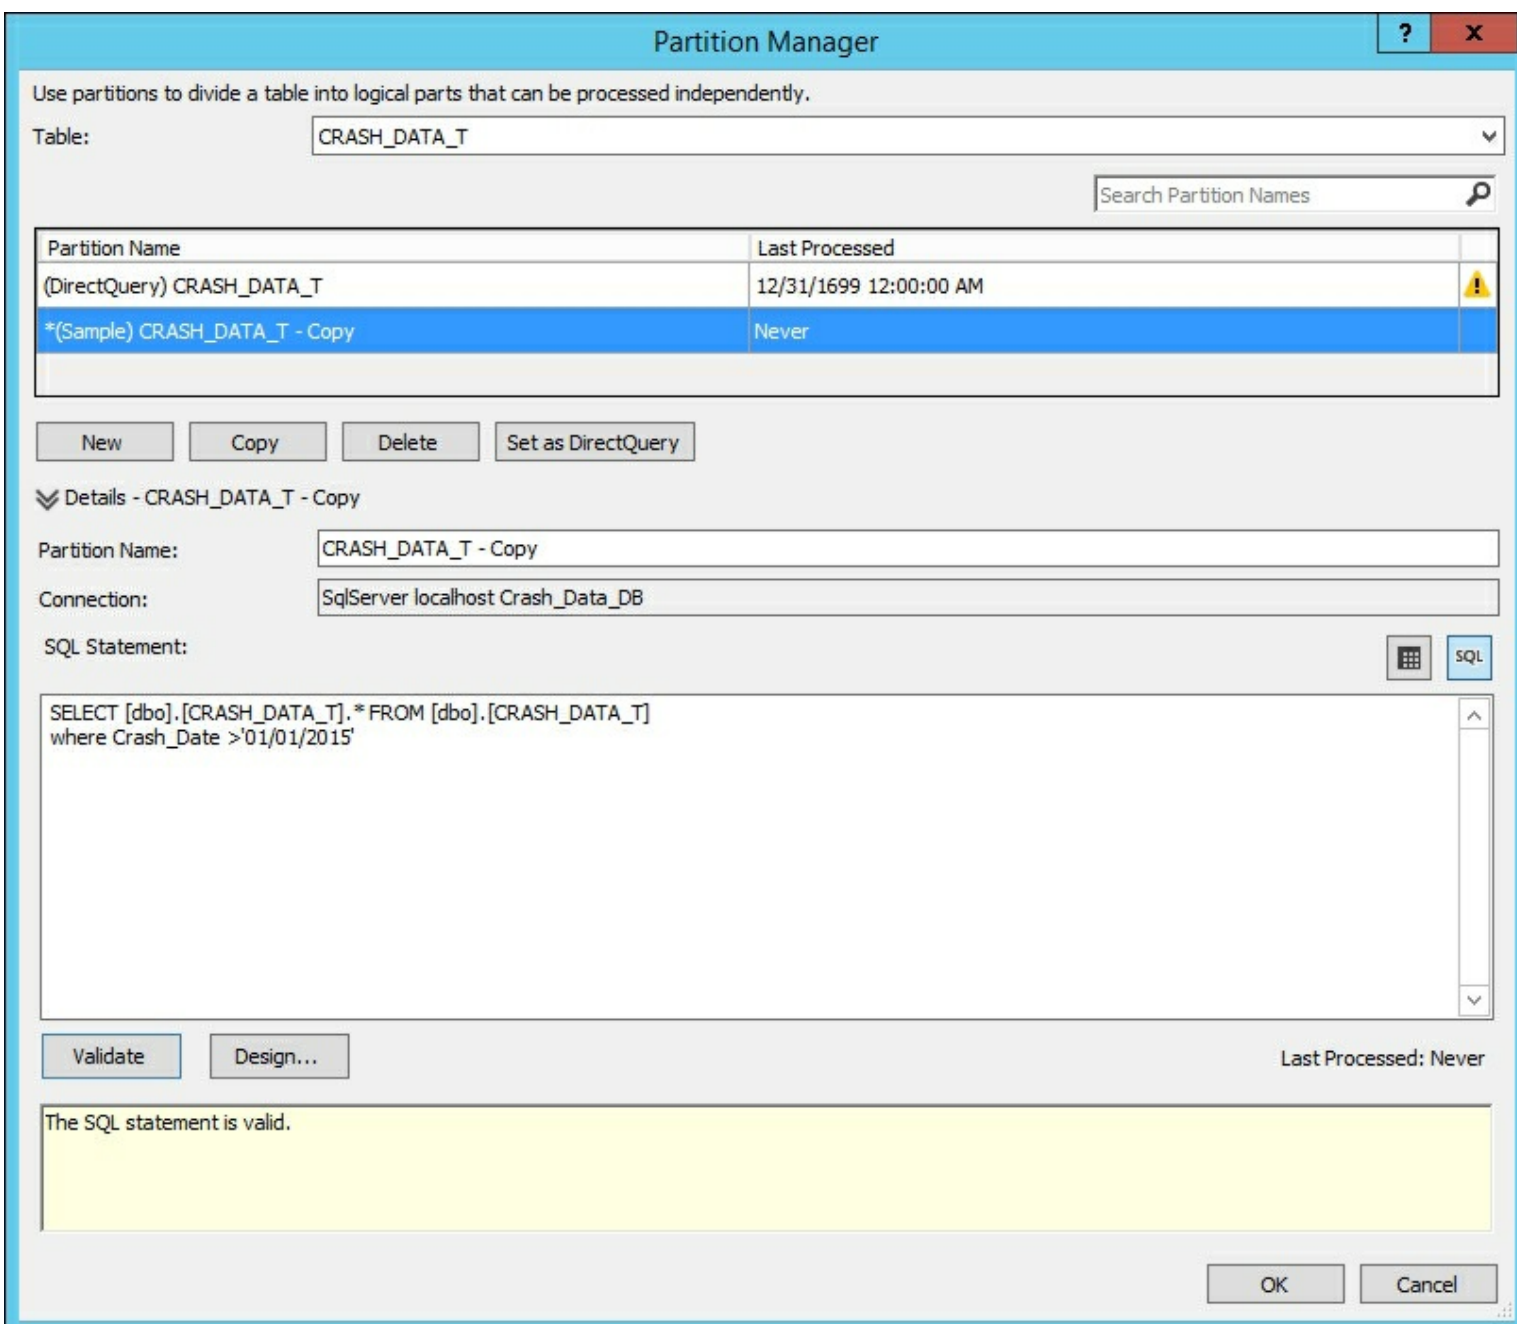 Partition Manager
?
x
Use partitions to divide a table into logical parts that can be processed independently.
Table:
CRASH_DATA_T
Search Partition Names
Partition Name
Last Processed
(DirectQuery) CRASH_DATA_T
12/31/1699 12:00:00 AM
*(Sample) CRASH_DATA_T - Copy
Never
New
Copy
Delete
Set as DirectQuery
Details - CRASH_DATA_T - Copy
Partition Name:
CRASH_DATA_T - Copy
Connection:
SqlServer localhost Crash_Data_DB
SQL Statement:
SQL
SELECT [dbo].[CRASH_DATA_T].* FROM [dbo].[CRASH_DATA_T]
where Crash_Date >'01/01/2015'
Validate
Design...
Last Processed: Never
The SQL statement is valid.
OK
Cancel